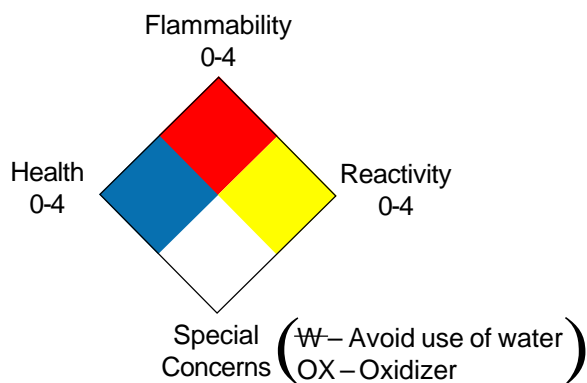 Flammability
0-4
Health
0-4
Reactivity
0-4
Special
Concerns
(W̶ – Avoid use of water
OX – Oxidizer)